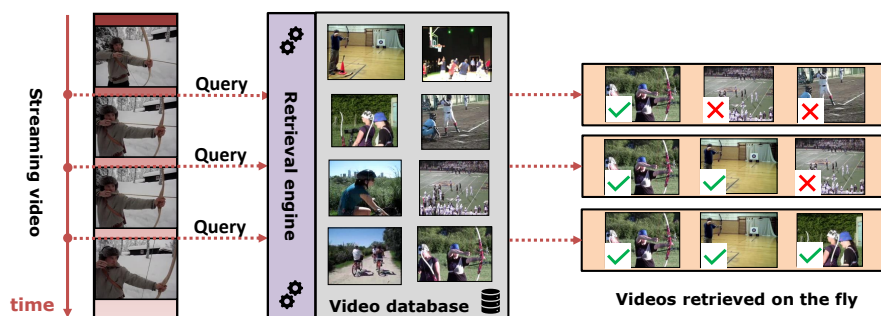 Streaming video
time
Query
Query
Query
Retrieval engine
Video database
Videos retrieved on the fly